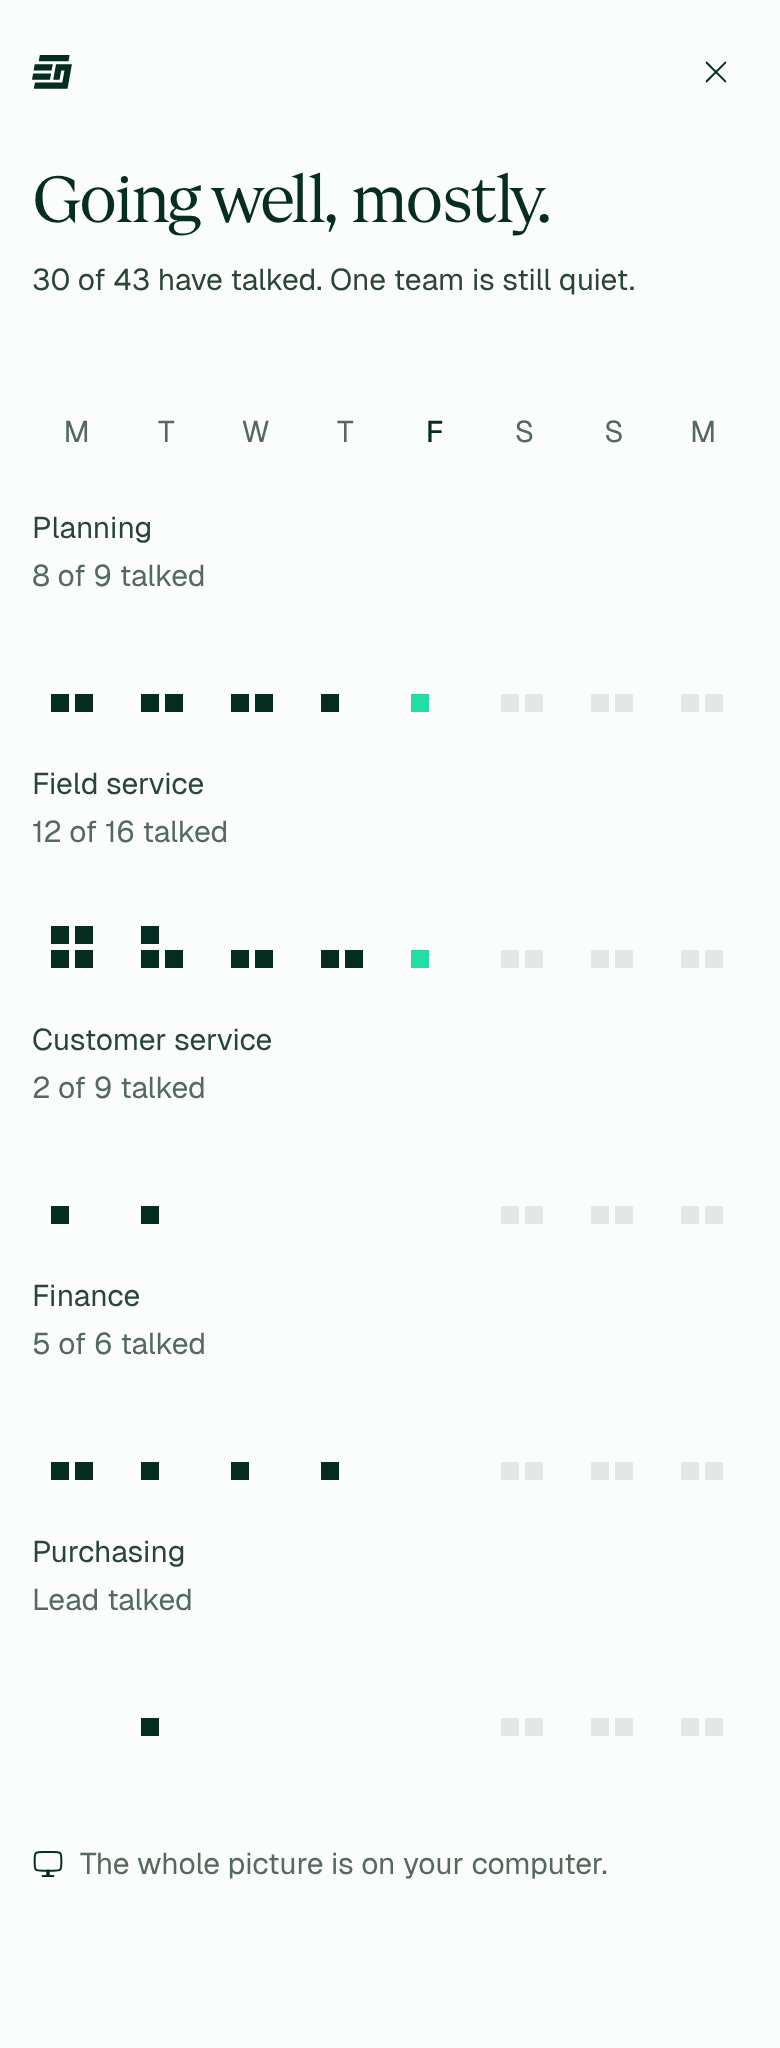 Going well, mostly.
30 of 43 have talked. One team is still quiet.
M T W T F S S M
Planning
8 of 9 talked
Field service
12 of 16 talked
Customer service
2 of 9 talked
Finance
5 of 6 talked
Purchasing
Lead talked
The whole picture is on your computer.